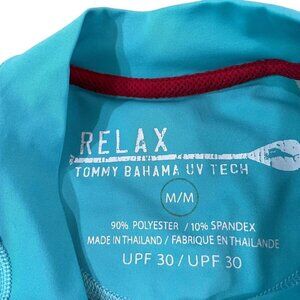 RELAX
TOMMY BAHAMA UV TECH
M/M
90% POLYESTER / 10% SPANDEX
MADE IN THAILAND / FABRIQUE EN THAILANDE
UPF 30 / UPF 30